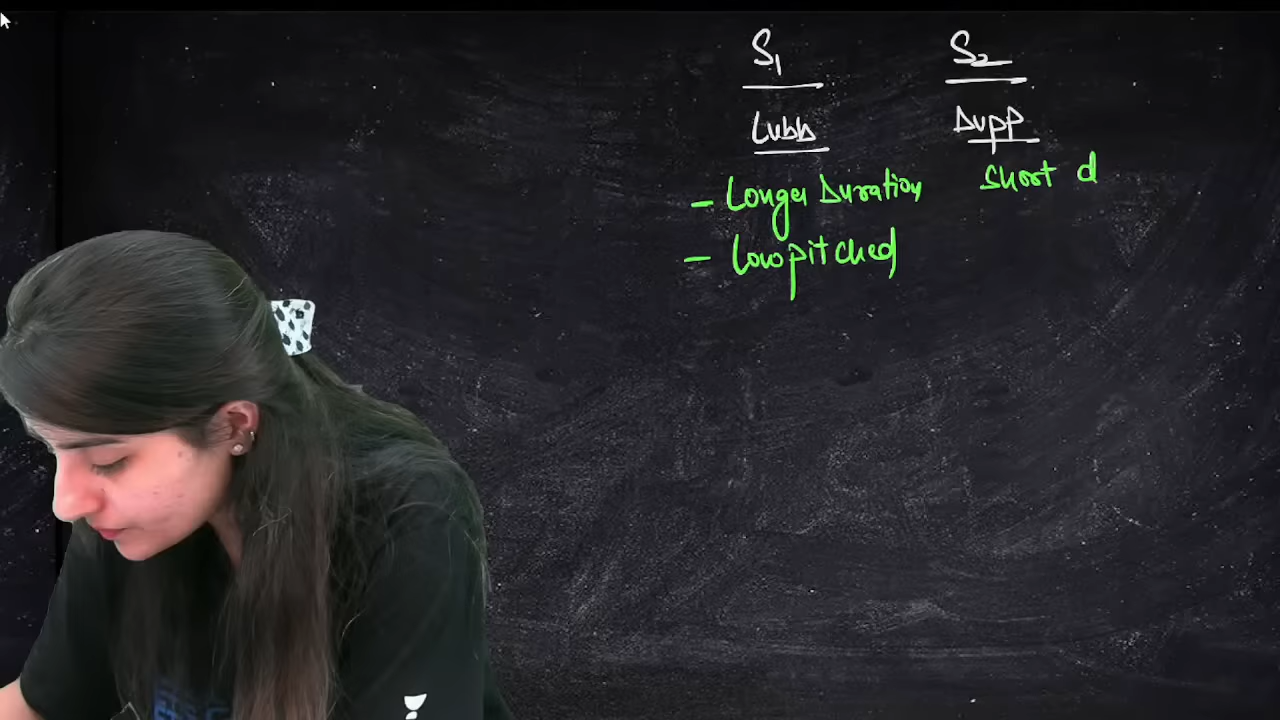 S1 S2
Lubb Dupp
- Longer Duration Short d
- Low pitched